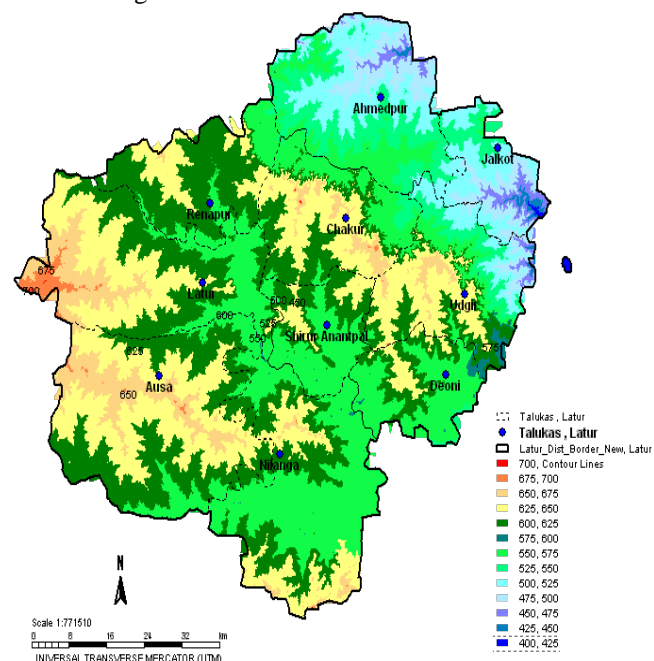 Ahmedpur
Jalkot
Renapur
Chakur
675
700
Latur
Udgir
500
450
600
525
Shirur Anantpal
550
575
625
Ausa
Deoni
650
Nilanga
Talukas , Latur
Talukas , Latur
Latur_Dist_Border_New, Latur
700, Contour Lines
675, 700
650, 675
625, 650
600, 625
575, 600
550, 575
525, 550
500, 525
475, 500
450, 475
425, 450
400, 425
N
Scale 1:771510
0 8 16 24 32 km
UNIVERSAL TRANSVERSE MERCATOR (UTM)